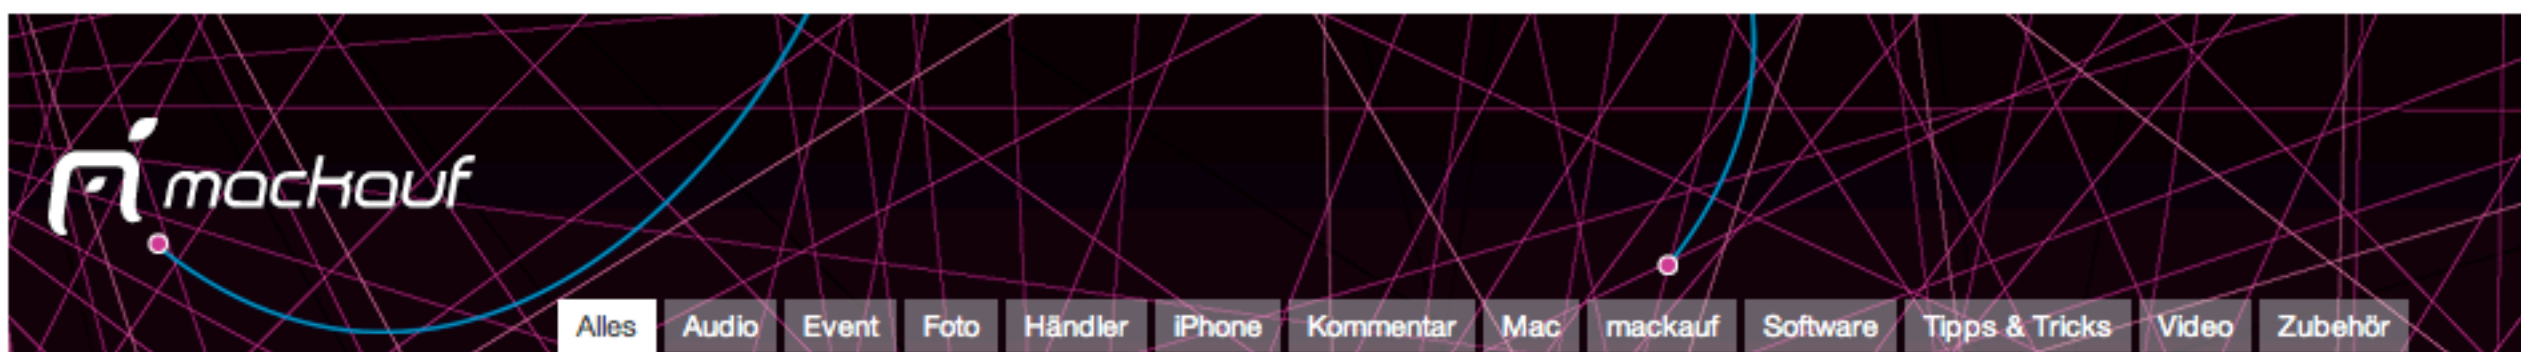 mackauf
Alles Audio Event Foto Händler iPhone Kommentar Mac mackauf Software Tipps & Tricks Video Zubehör